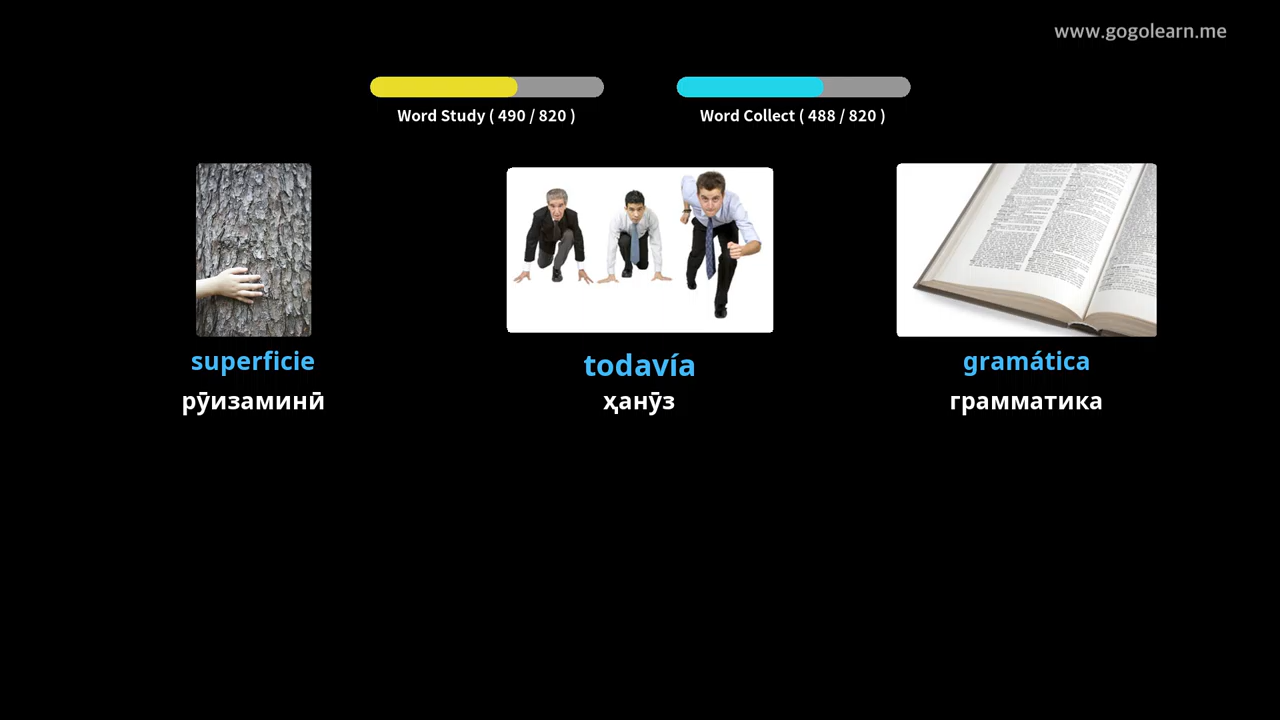 www.gogolearn.me
Word Study ( 490 / 820 )
Word Collect ( 488 / 820 )
superficie
рӯизаминӣ
todavía
ҳанӯз
gramática
грамматика